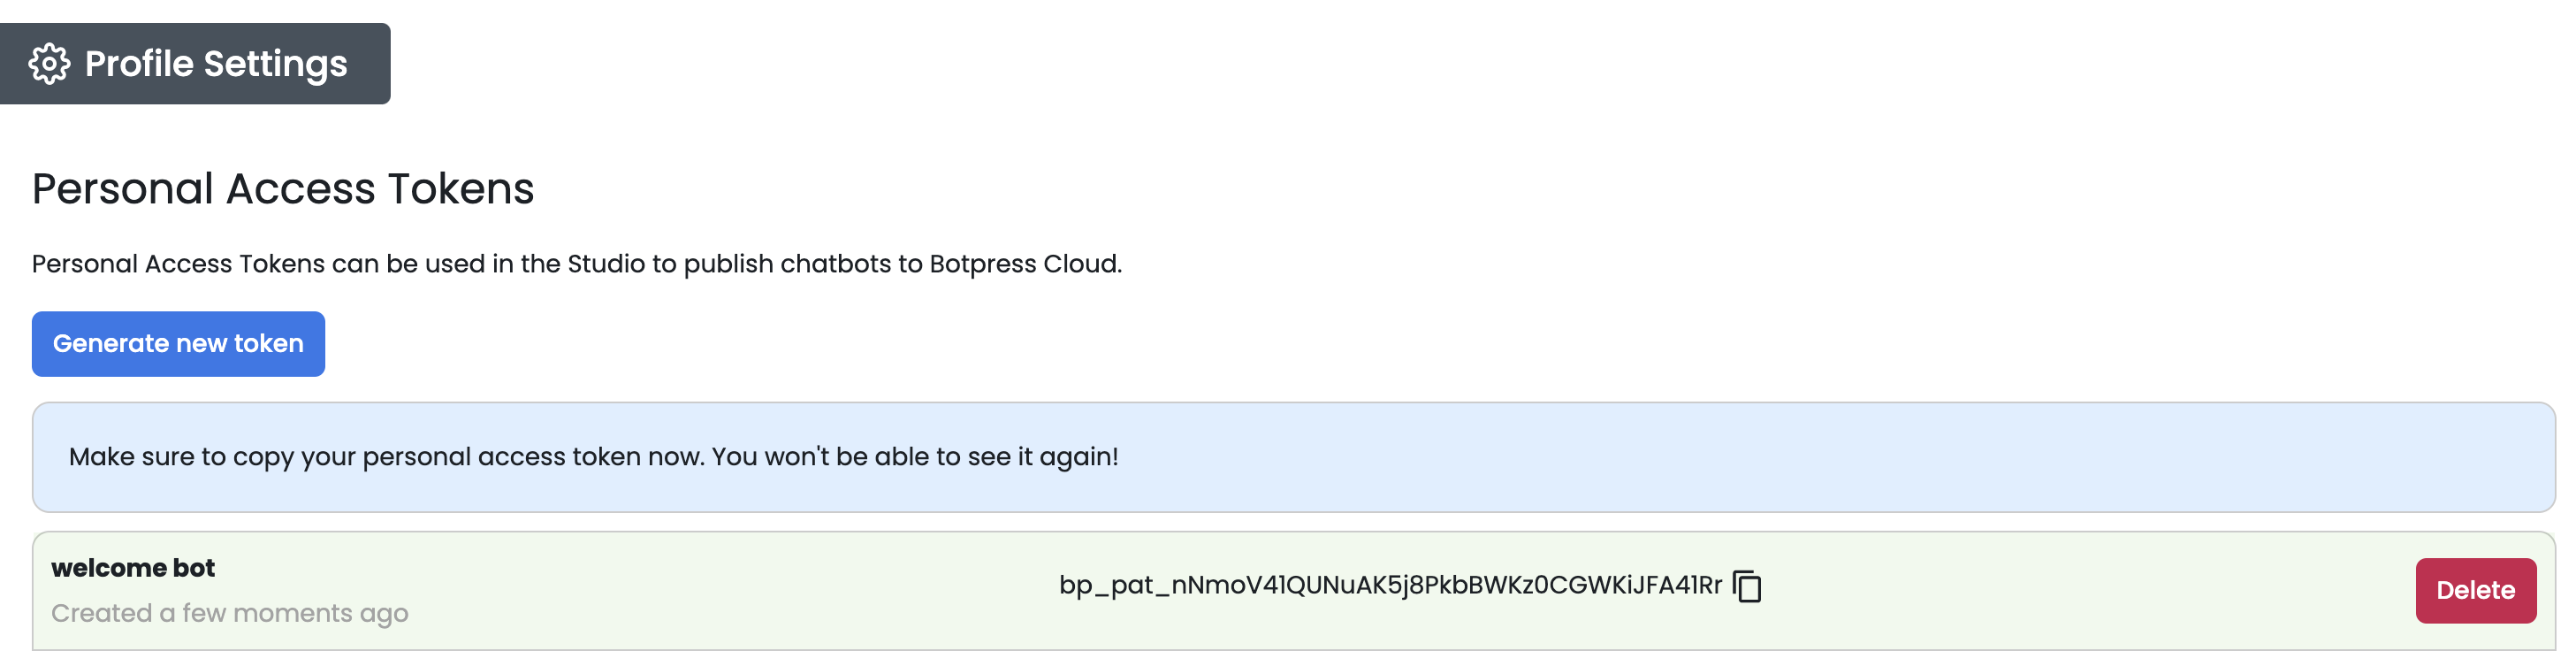 Profile Settings
Personal Access Tokens
Personal Access Tokens can be used in the Studio to publish chatbots to Botpress Cloud.
Generate new token
Make sure to copy your personal access token now. You won't be able to see it again!
welcome bot
Created a few moments ago
bp_pat_nNmoV41QUNuAK5j8PkbBWKz0CGWKiJFA41Rr
Delete